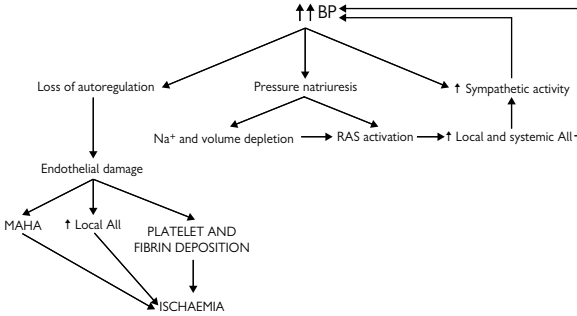 ↑↑ BP
Loss of autoregulation
Pressure natriuresis
↑ Sympathetic activity
Na⁺ and volume depletion
RAS activation
↑ Local and systemic AII
Endothelial damage
MAHA
↑ Local AII
PLATELET AND
FIBRIN DEPOSITION
ISCHAEMIA